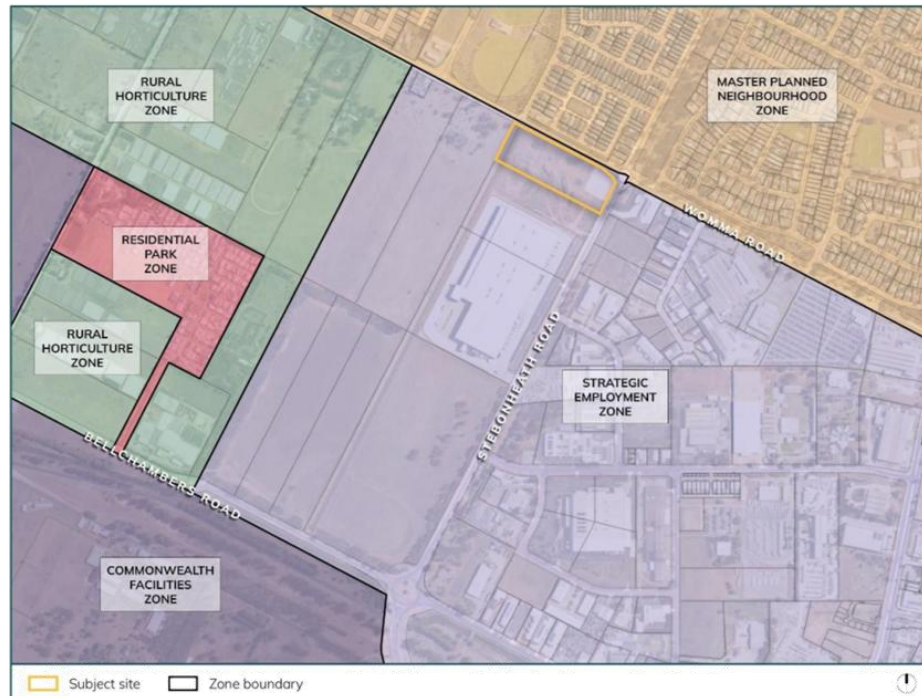 RURAL
HORTICULTURE
ZONE
MASTER PLANNED
NEIGHBOURHOOD
ZONE
WOMMA ROAD
RESIDENTIAL
PARK
ZONE
RURAL
HORTICULTURE
ZONE
STEBONHEATH ROAD
STRATEGIC
EMPLOYMENT
ZONE
BELLCHAMBERS ROAD
COMMONWEALTH
FACILITIES
ZONE
Subject site
Zone boundary